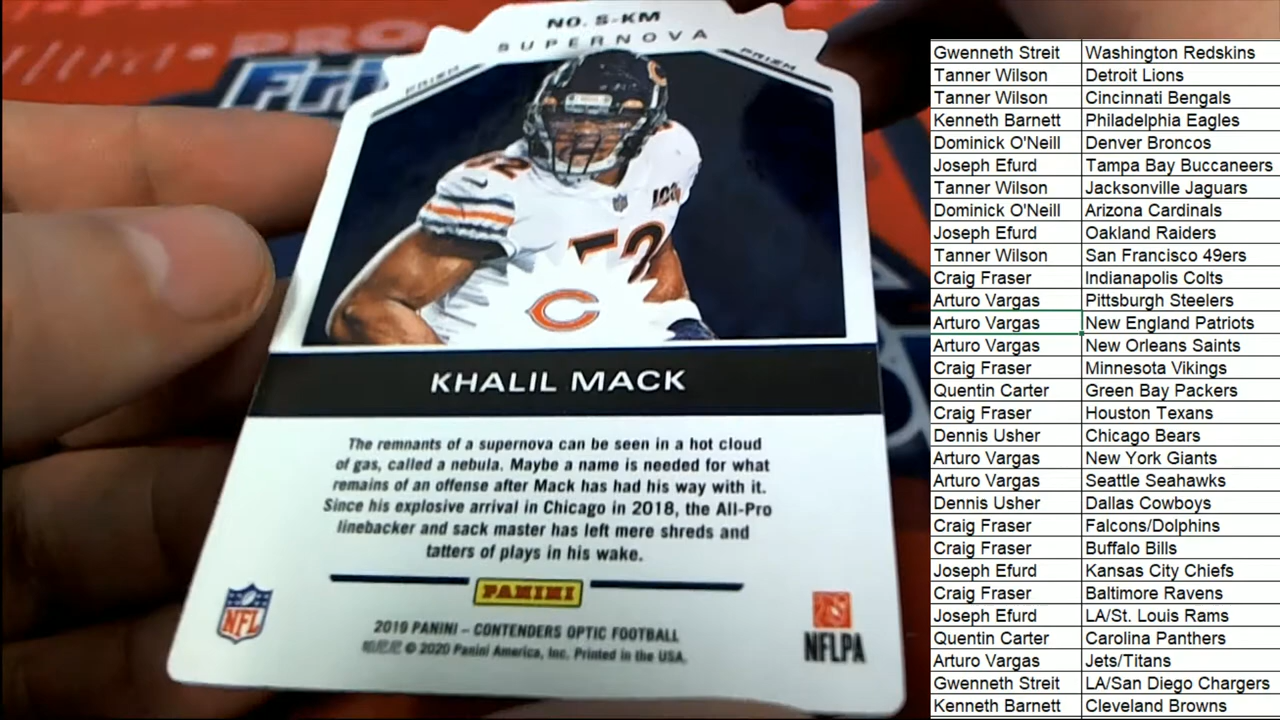 NO. S-KM
SUPERNOVA
PRIZM
PRIZM
Fri
52
100
52
KHALIL MACK
The remnants of a supernova can be seen in a hot cloud
of gas, called a nebula. Maybe a name is needed for what
remains of an offense after Mack has had his way with it.
Since his explosive arrival in Chicago in 2018, the All-Pro
linebacker and sack master has left mere shreds and
tatters of plays in his wake.
PANINI
NFL
2019 PANINI – CONTENDERS OPTIC FOOTBALL
帕尼尼 © 2020 Panini America, Inc. Printed in the USA.
NFLPA
Gwenneth Streit Washington Redskins
Tanner Wilson Detroit Lions
Tanner Wilson Cincinnati Bengals
Kenneth Barnett Philadelphia Eagles
Dominick O'Neill Denver Broncos
Joseph Efurd Tampa Bay Buccaneers
Tanner Wilson Jacksonville Jaguars
Dominick O'Neill Arizona Cardinals
Joseph Efurd Oakland Raiders
Tanner Wilson San Francisco 49ers
Craig Fraser Indianapolis Colts
Arturo Vargas Pittsburgh Steelers
Arturo Vargas New England Patriots
Arturo Vargas New Orleans Saints
Craig Fraser Minnesota Vikings
Quentin Carter Green Bay Packers
Craig Fraser Houston Texans
Dennis Usher Chicago Bears
Arturo Vargas New York Giants
Arturo Vargas Seattle Seahawks
Dennis Usher Dallas Cowboys
Craig Fraser Falcons/Dolphins
Craig Fraser Buffalo Bills
Joseph Efurd Kansas City Chiefs
Craig Fraser Baltimore Ravens
Joseph Efurd LA/St. Louis Rams
Quentin Carter Carolina Panthers
Arturo Vargas Jets/Titans
Gwenneth Streit LA/San Diego Chargers
Kenneth Barnett Cleveland Browns